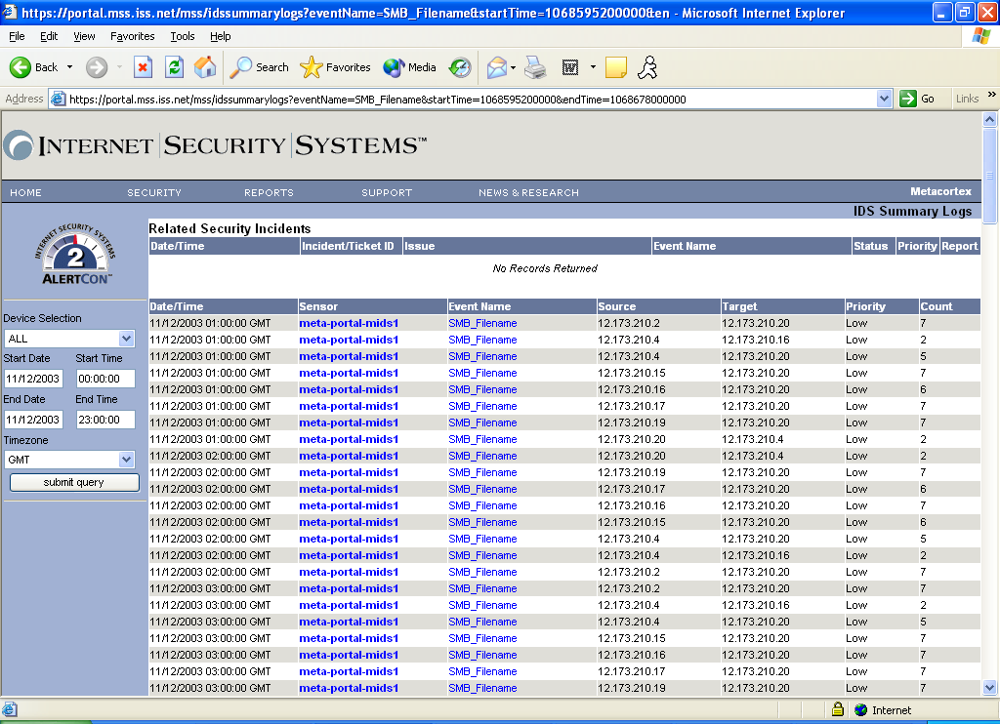 https://portal.mss.iss.net/mss/idssummarylogs?eventName=SMB_Filename&startTime=1068595200000&en - Microsoft Internet Explorer
File Edit View Favorites Tools Help
Back Search Favorites Media
Address https://portal.mss.iss.net/mss/idssummarylogs?eventName=SMB_Filename&startTime=1068595200000&endTime=1068678000000 Go Links »
INTERNET SECURITY SYSTEMS™
HOME SECURITY REPORTS SUPPORT NEWS & RESEARCH Metacortex
IDS Summary Logs
INTERNET SECURITY SYSTEMS
2
ALERTCON™
Device Selection
ALL
Start Date Start Time
11/12/2003 00:00:00
End Date End Time
11/12/2003 23:00:00
Timezone
GMT
submit query
Related Security Incidents
Date/Time Incident/Ticket ID Issue Event Name Status Priority Report
No Records Returned
Date/Time Sensor Event Name Source Target Priority Count
11/12/2003 01:00:00 GMT meta-portal-mids1 SMB_Filename 12.173.210.2 12.173.210.20 Low 7
11/12/2003 01:00:00 GMT meta-portal-mids1 SMB_Filename 12.173.210.4 12.173.210.16 Low 2
11/12/2003 01:00:00 GMT meta-portal-mids1 SMB_Filename 12.173.210.4 12.173.210.20 Low 5
11/12/2003 01:00:00 GMT meta-portal-mids1 SMB_Filename 12.173.210.15 12.173.210.20 Low 7
11/12/2003 01:00:00 GMT meta-portal-mids1 SMB_Filename 12.173.210.16 12.173.210.20 Low 6
11/12/2003 01:00:00 GMT meta-portal-mids1 SMB_Filename 12.173.210.17 12.173.210.20 Low 7
11/12/2003 01:00:00 GMT meta-portal-mids1 SMB_Filename 12.173.210.19 12.173.210.20 Low 7
11/12/2003 01:00:00 GMT meta-portal-mids1 SMB_Filename 12.173.210.20 12.173.210.4 Low 2
11/12/2003 02:00:00 GMT meta-portal-mids1 SMB_Filename 12.173.210.20 12.173.210.4 Low 2
11/12/2003 02:00:00 GMT meta-portal-mids1 SMB_Filename 12.173.210.19 12.173.210.20 Low 7
11/12/2003 02:00:00 GMT meta-portal-mids1 SMB_Filename 12.173.210.17 12.173.210.20 Low 6
11/12/2003 02:00:00 GMT meta-portal-mids1 SMB_Filename 12.173.210.16 12.173.210.20 Low 7
11/12/2003 02:00:00 GMT meta-portal-mids1 SMB_Filename 12.173.210.15 12.173.210.20 Low 6
11/12/2003 02:00:00 GMT meta-portal-mids1 SMB_Filename 12.173.210.4 12.173.210.20 Low 5
11/12/2003 02:00:00 GMT meta-portal-mids1 SMB_Filename 12.173.210.4 12.173.210.16 Low 2
11/12/2003 02:00:00 GMT meta-portal-mids1 SMB_Filename 12.173.210.2 12.173.210.20 Low 7
11/12/2003 03:00:00 GMT meta-portal-mids1 SMB_Filename 12.173.210.2 12.173.210.20 Low 7
11/12/2003 03:00:00 GMT meta-portal-mids1 SMB_Filename 12.173.210.4 12.173.210.16 Low 2
11/12/2003 03:00:00 GMT meta-portal-mids1 SMB_Filename 12.173.210.4 12.173.210.20 Low 5
11/12/2003 03:00:00 GMT meta-portal-mids1 SMB_Filename 12.173.210.15 12.173.210.20 Low 7
11/12/2003 03:00:00 GMT meta-portal-mids1 SMB_Filename 12.173.210.16 12.173.210.20 Low 7
11/12/2003 03:00:00 GMT meta-portal-mids1 SMB_Filename 12.173.210.17 12.173.210.20 Low 7
11/12/2003 03:00:00 GMT meta-portal-mids1 SMB_Filename 12.173.210.19 12.173.210.20 Low 7
Internet